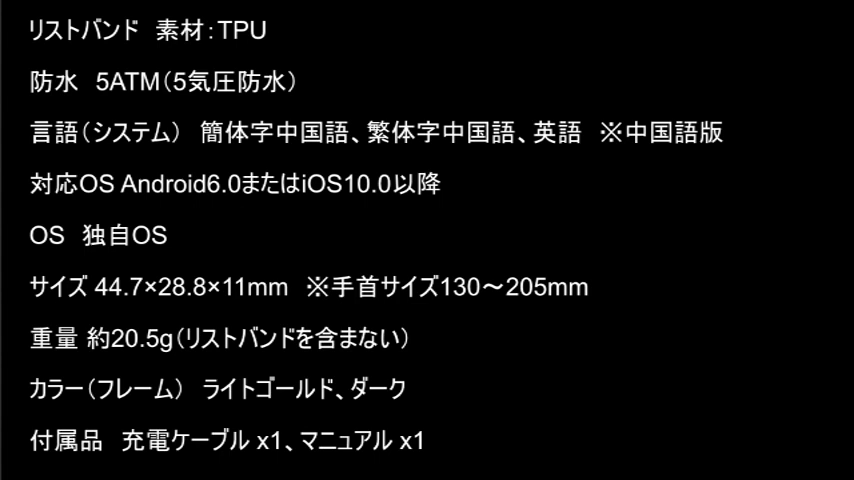 リストバンド　素材：TPU
防水　5ATM（5気圧防水）
言語（システム）　簡体字中国語、繁体字中国語、英語　※中国語版
対応OS Android6.0またはiOS10.0以降
OS　独自OS
サイズ 44.7×28.8×11mm　※手首サイズ130～205mm
重量 約20.5g（リストバンドを含まない）
カラー（フレーム）　ライトゴールド、ダーク
付属品　充電ケーブル x1、マニュアル x1